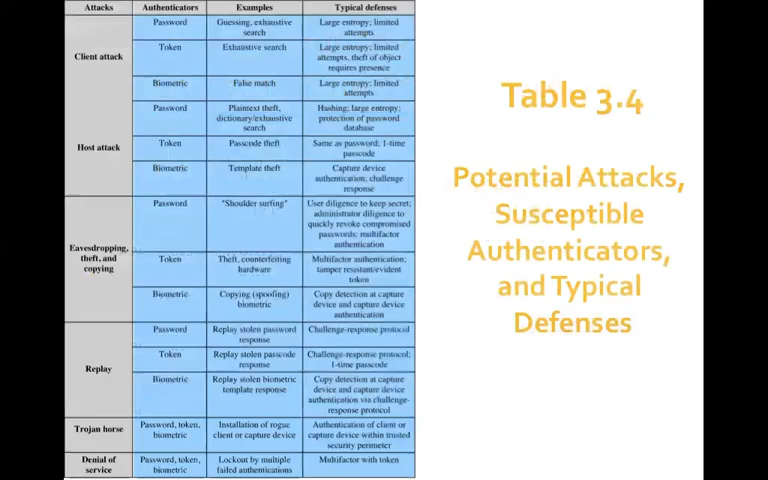 Attacks Authenticators Examples Typical defenses
Client attack
Password Guessing, exhaustive search Large entropy; limited attempts
Token Exhaustive search Large entropy; limited attempts, theft of object requires presence
Biometric False match Large entropy; limited attempts
Host attack
Password Plaintext theft, dictionary/exhaustive search Hashing; large entropy; protection of password database
Token Passcode theft Same as password; 1-time passcode
Biometric Template theft Capture device authentication; challenge response
Eavesdropping, theft, and copying
Password "Shoulder surfing" User diligence to keep secret; administrator diligence to quickly revoke compromised passwords; multifactor authentication
Token Theft, counterfeiting hardware Multifactor authentication; tamper resistant/evident token
Biometric Copying (spoofing) biometric Copy detection at capture device and capture device authentication
Replay
Password Replay stolen password response Challenge-response protocol
Token Replay stolen passcode response Challenge-response protocol; 1-time passcode
Biometric Replay stolen biometric template response Copy detection at capture device and capture device authentication via challenge-response protocol
Trojan horse Password, token, biometric Installation of rogue client or capture device Authentication of client or capture device within trusted security perimeter
Denial of service Password, token, biometric Lockout by multiple failed authentications Multifactor with token
Table 3.4
Potential Attacks,
Susceptible
Authenticators,
and Typical
Defenses